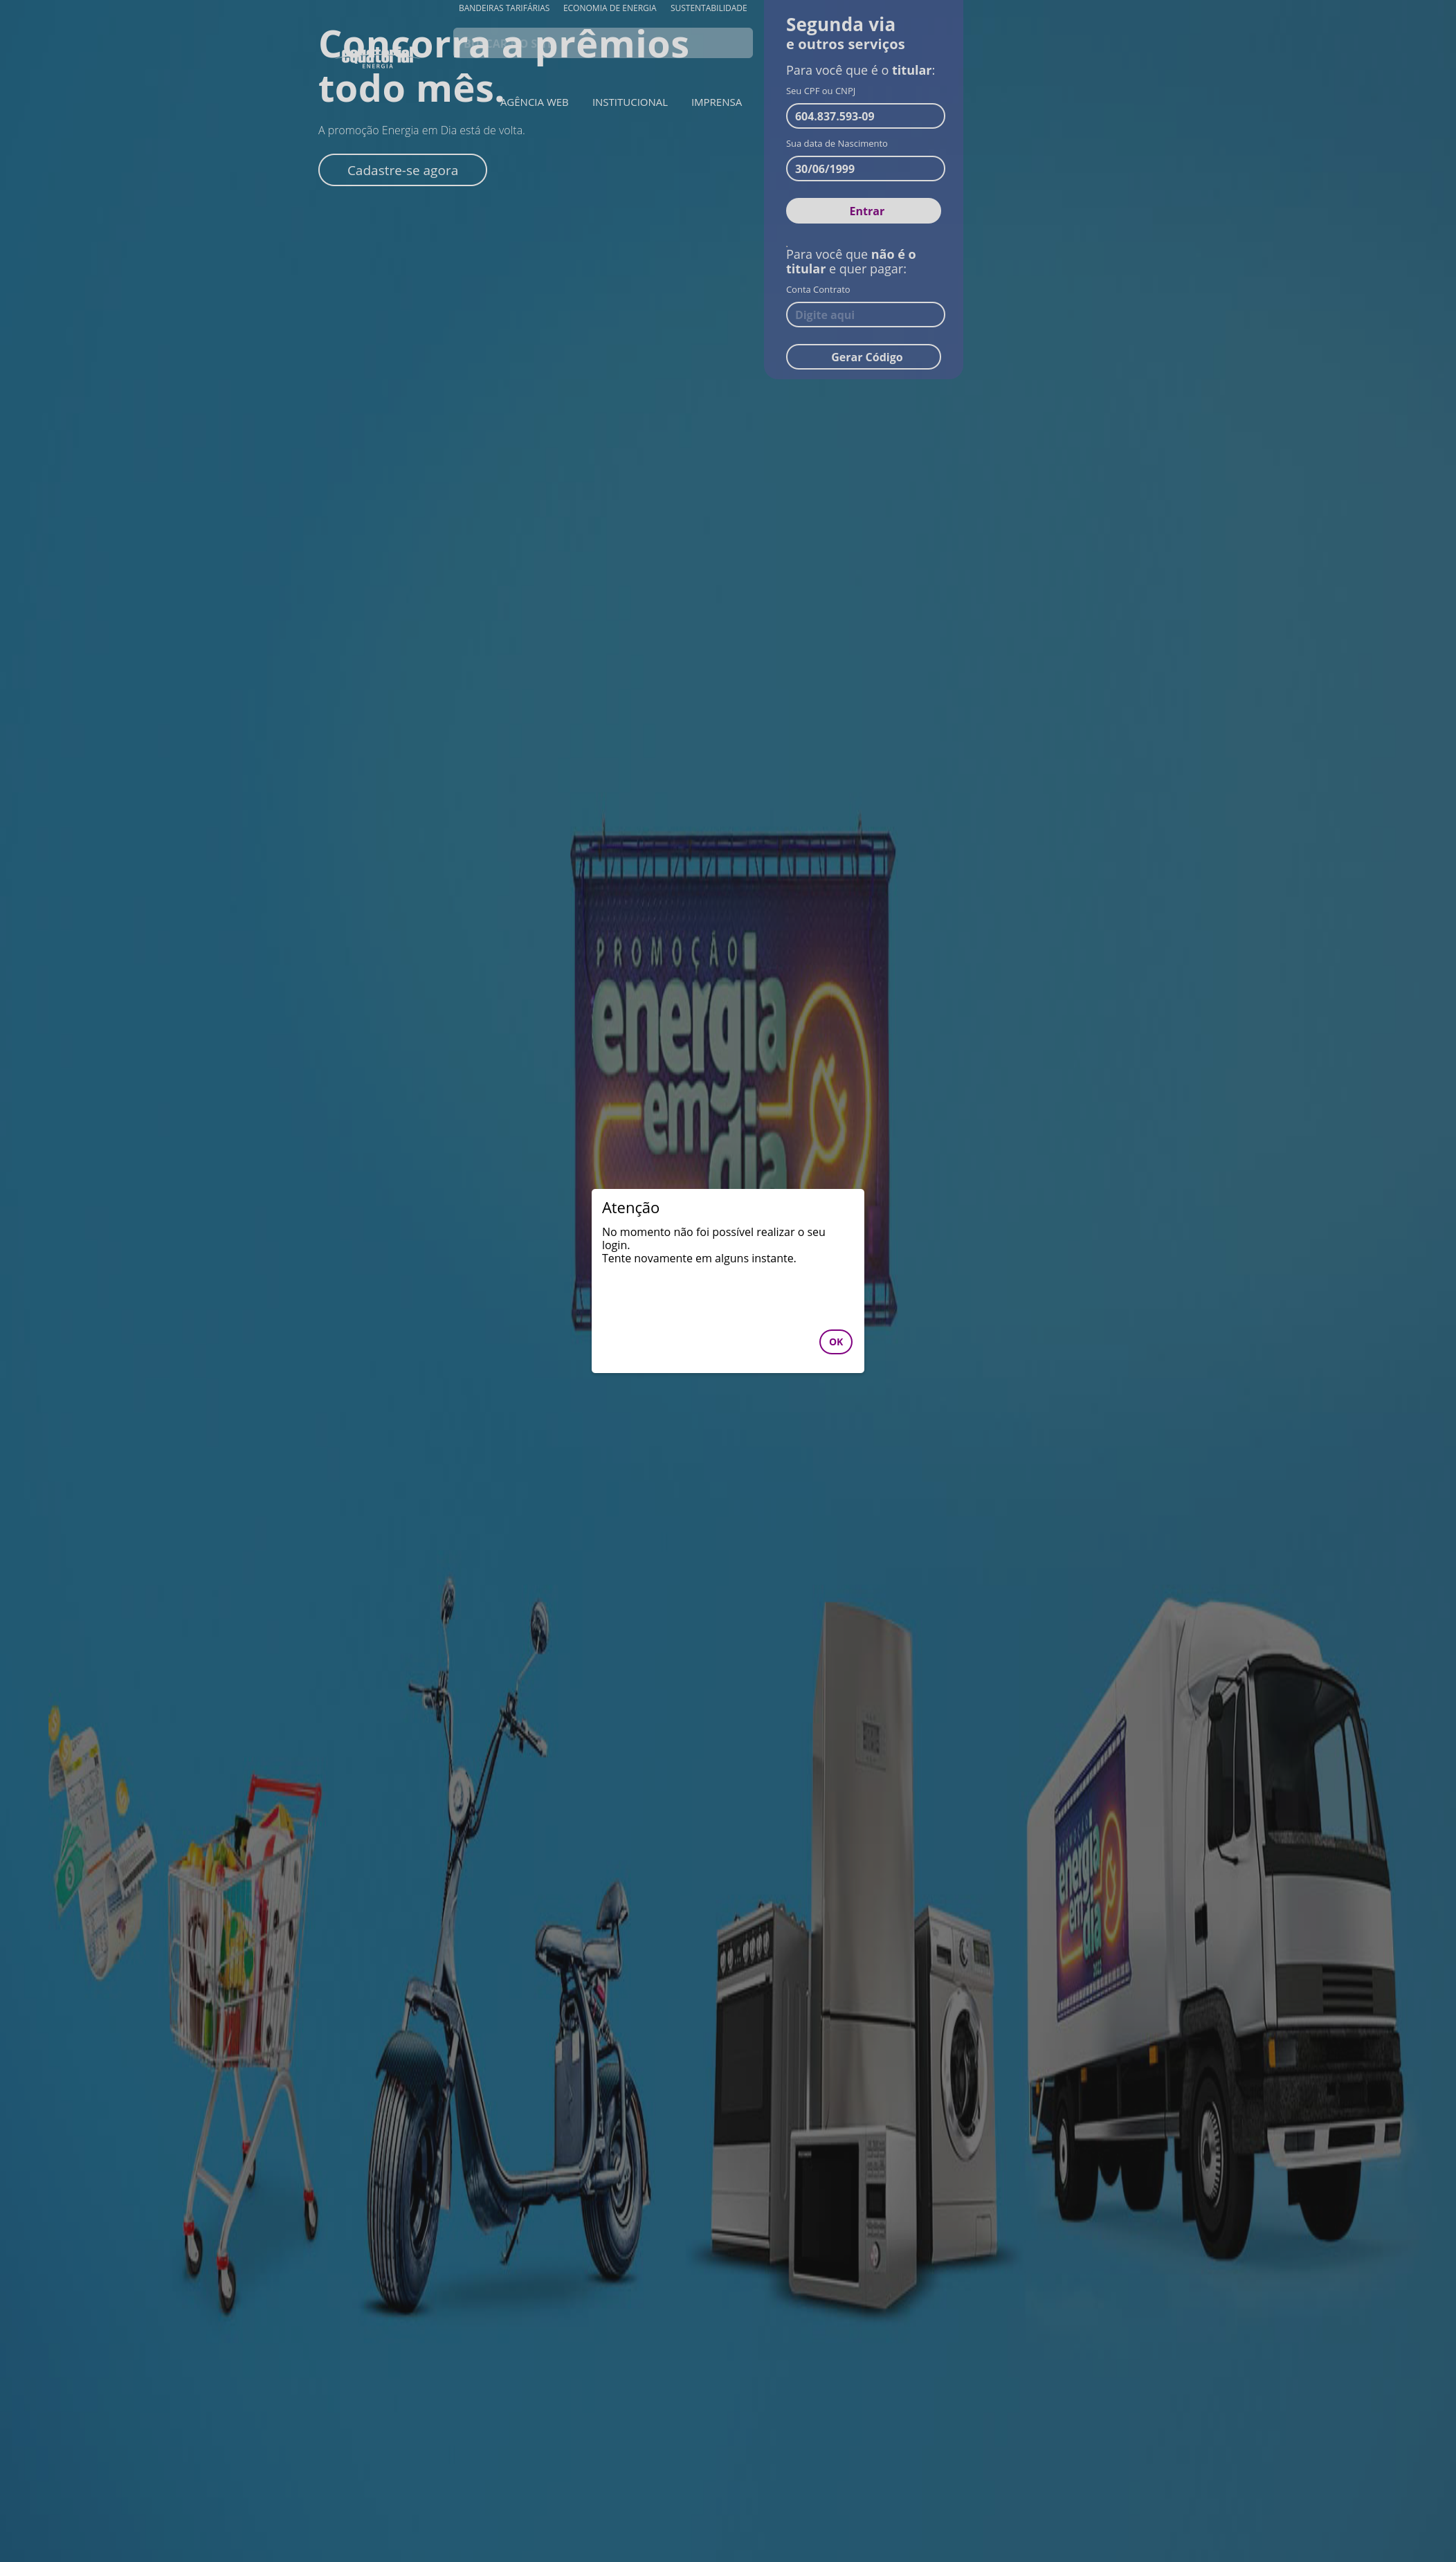 BANDEIRAS TARIFÁRIAS ECONOMIA DE ENERGIA SUSTENTABILIDADE
Concorra a prêmios
todo mês.
equatorial
ENERGIA
AGÊNCIA WEB INSTITUCIONAL IMPRENSA
A promoção Energia em Dia está de volta.
Cadastre-se agora
Segunda via
e outros serviços
Para você que é o titular:
Seu CPF ou CNPJ
604.837.593-09
Sua data de Nascimento
30/06/1999
Entrar
.
Para você que não é o
titular e quer pagar:
Conta Contrato
Digite aqui
Gerar Código
PROMOÇÃO
energia
em
dia
Atenção
No momento não foi possível realizar o seu
login.
Tente novamente em alguns instante.
OK
PROMOÇÃO
energia
em
dia
2022